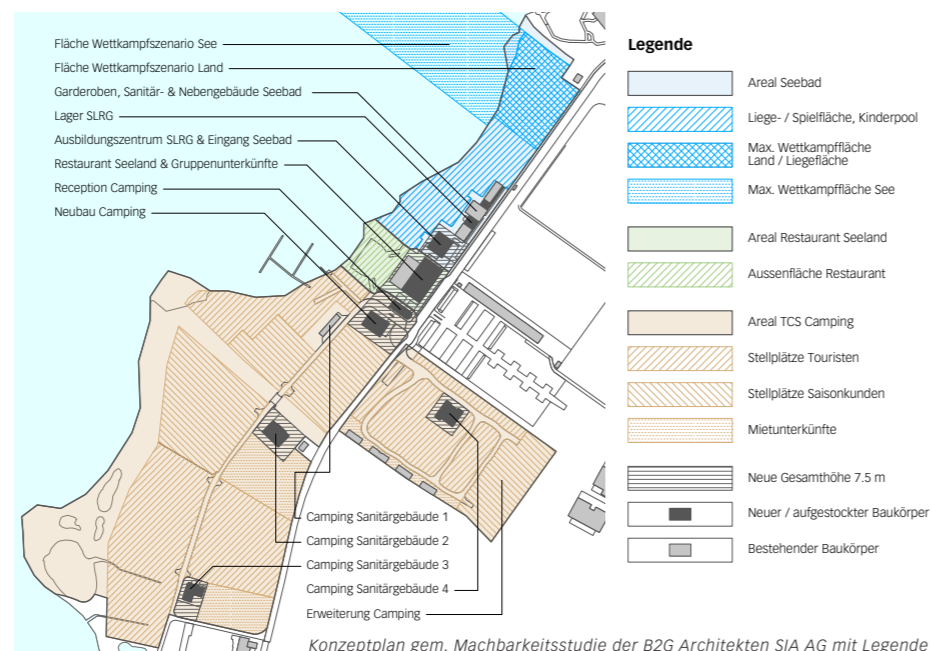 Fläche Wettkampfszenario See
Fläche Wettkampfszenario Land
Garderoben, Sanitär- & Nebengebäude Seebad
Lager SLRG
Ausbildungszentrum SLRG & Eingang Seebad
Restaurant Seeland & Gruppenunterkünfte
Reception Camping
Neubau Camping
Camping Sanitärgebäude 1
Camping Sanitärgebäude 2
Camping Sanitärgebäude 3
Camping Sanitärgebäude 4
Erweiterung Camping
Legende
Areal Seebad
Liege- / Spielfläche, Kinderpool
Max. Wettkampffläche
Land / Liegefläche
Max. Wettkampffläche See
Areal Restaurant Seeland
Aussenfläche Restaurant
Areal TCS Camping
Stellplätze Touristen
Stellplätze Saisonkunden
Mietunterkünfte
Neue Gesamthöhe 7.5 m
Neuer / aufgestockter Baukörper
Bestehender Baukörper
Konzeptplan gem. Machbarkeitsstudie der B2G Architekten SIA AG mit Legende